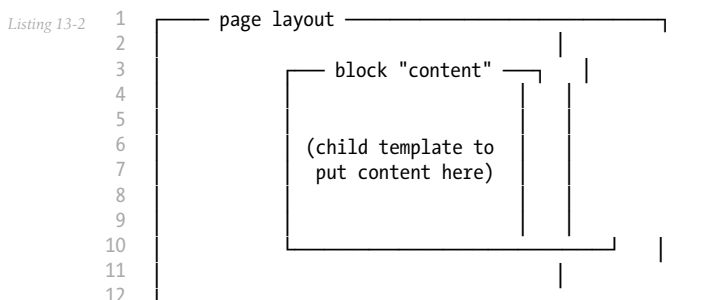 Listing 13-2
1 page layout
2
3 block "content"
4
5
6 (child template to
7 put content here)
8
9
10
11
12